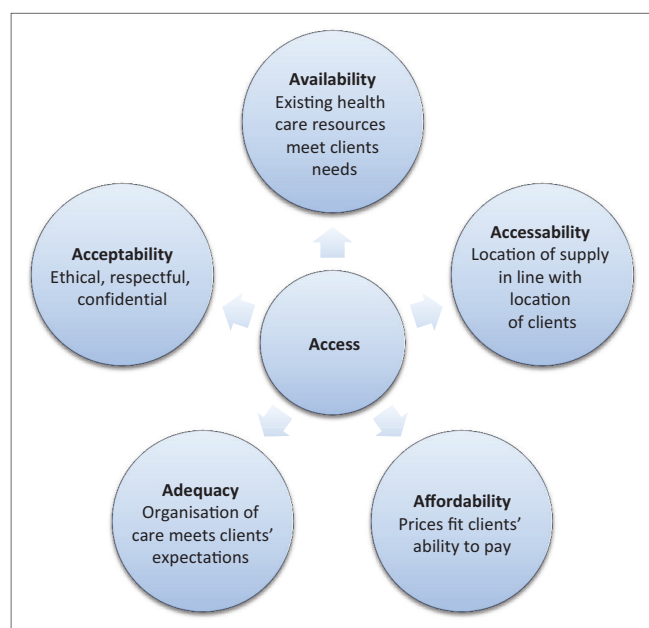 Availability
Existing health
care resources
meet clients
needs
Accessability
Location of supply
in line with
location
of clients
Affordability
Prices fit clients’
ability to pay
Adequacy
Organisation of
care meets clients’
expectations
Acceptability
Ethical, respectful,
confidential
Access